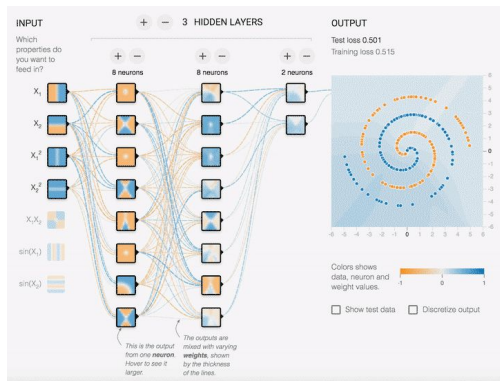 INPUT
Which
properties do
you want to
feed in?
X1
X2
X1²
X2²
X1X2
sin(X1)
sin(X2)
+ − 3 HIDDEN LAYERS
+ −
8 neurons
+ −
8 neurons
+ −
2 neurons
This is the output
from one neuron.
Hover to see it
larger.
The outputs are
mixed with varying
weights, shown
by the thickness
of the lines.
OUTPUT
Test loss 0.501
Training loss 0.515
6
5
4
3
2
1
0
-1
-2
-3
-4
-5
-6
-6 -5 -4 -3 -2 -1 0 1 2 3 4 5 6
Colors shows
data, neuron and
weight values.
-1 0 1
Show test data
Discretize output